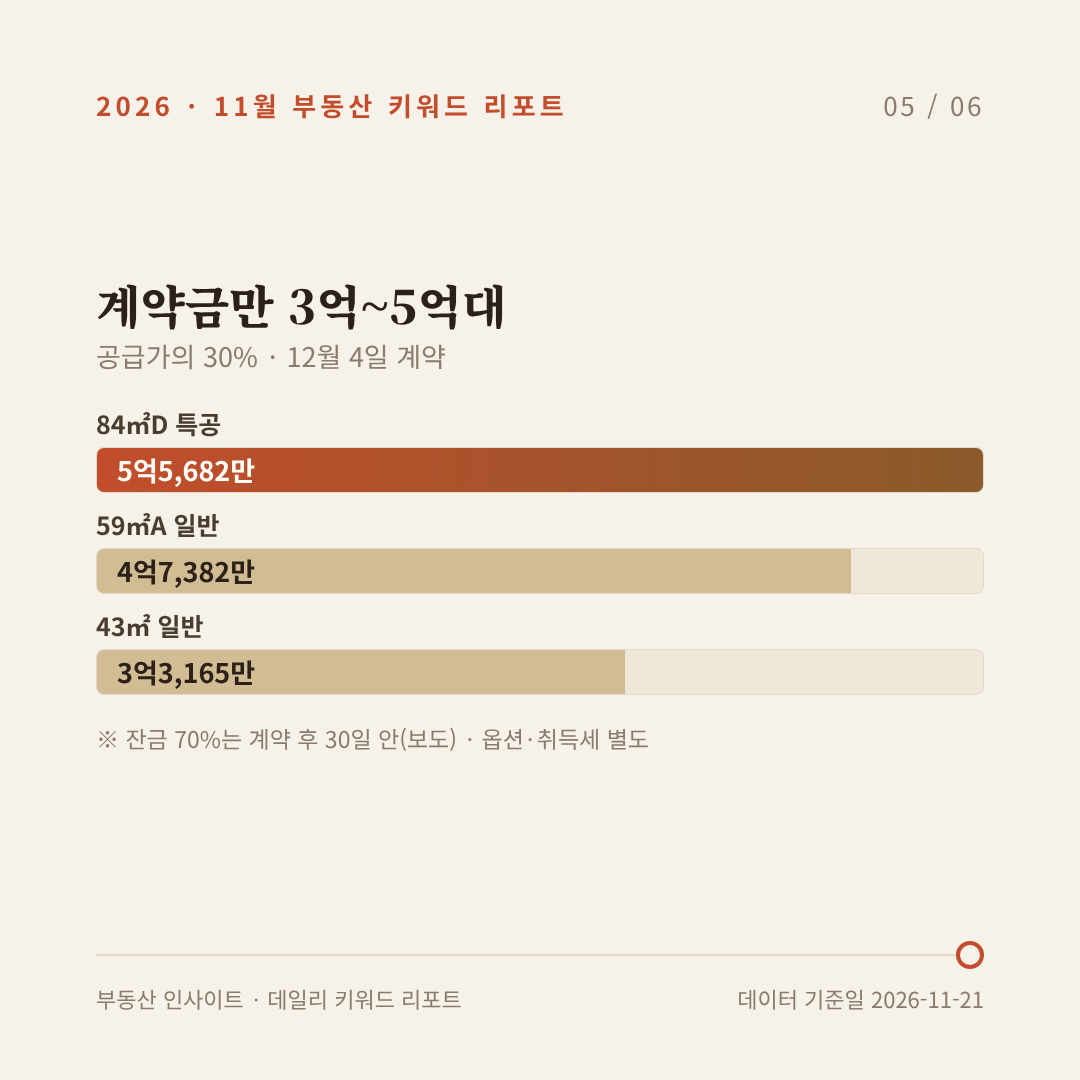 2026 · 11월 부동산 키워드 리포트
05 / 06
계약금만 3억~5억대
공급가의 30% · 12월 4일 계약
84㎡D 특공
5억5,682만
59㎡A 일반
4억7,382만
43㎡ 일반
3억3,165만
※ 잔금 70%는 계약 후 30일 안(보도) · 옵션·취득세 별도
부동산 인사이트 · 데일리 키워드 리포트
데이터 기준일 2026-11-21